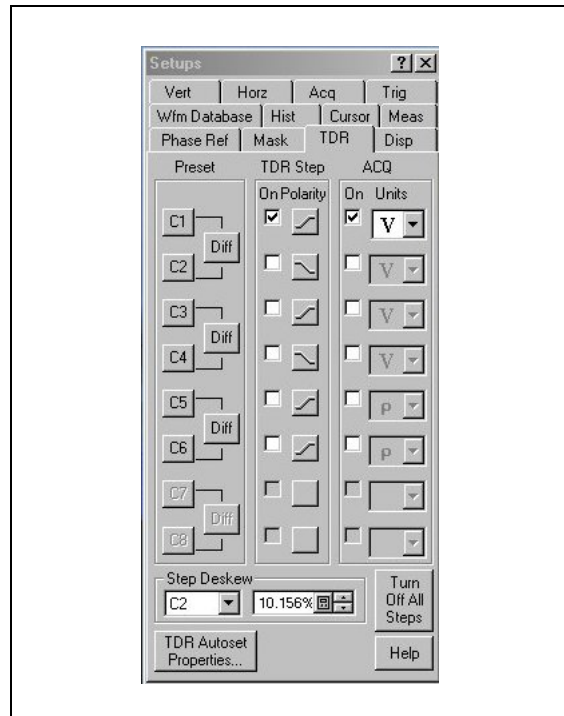 Setups
Vert Horz Acq Trig
Wfm Database Hist Cursor Meas
Phase Ref Mask TDR Disp
Preset TDR Step ACQ
On Polarity On Units
C1 V
Diff
C2 V
C3 V
Diff
C4 V
C5 ρ
Diff
C6 ρ
C7
Diff
C8
Step Deskew
C2 10.156%
Turn
Off All
Steps
TDR Autoset
Properties...
Help